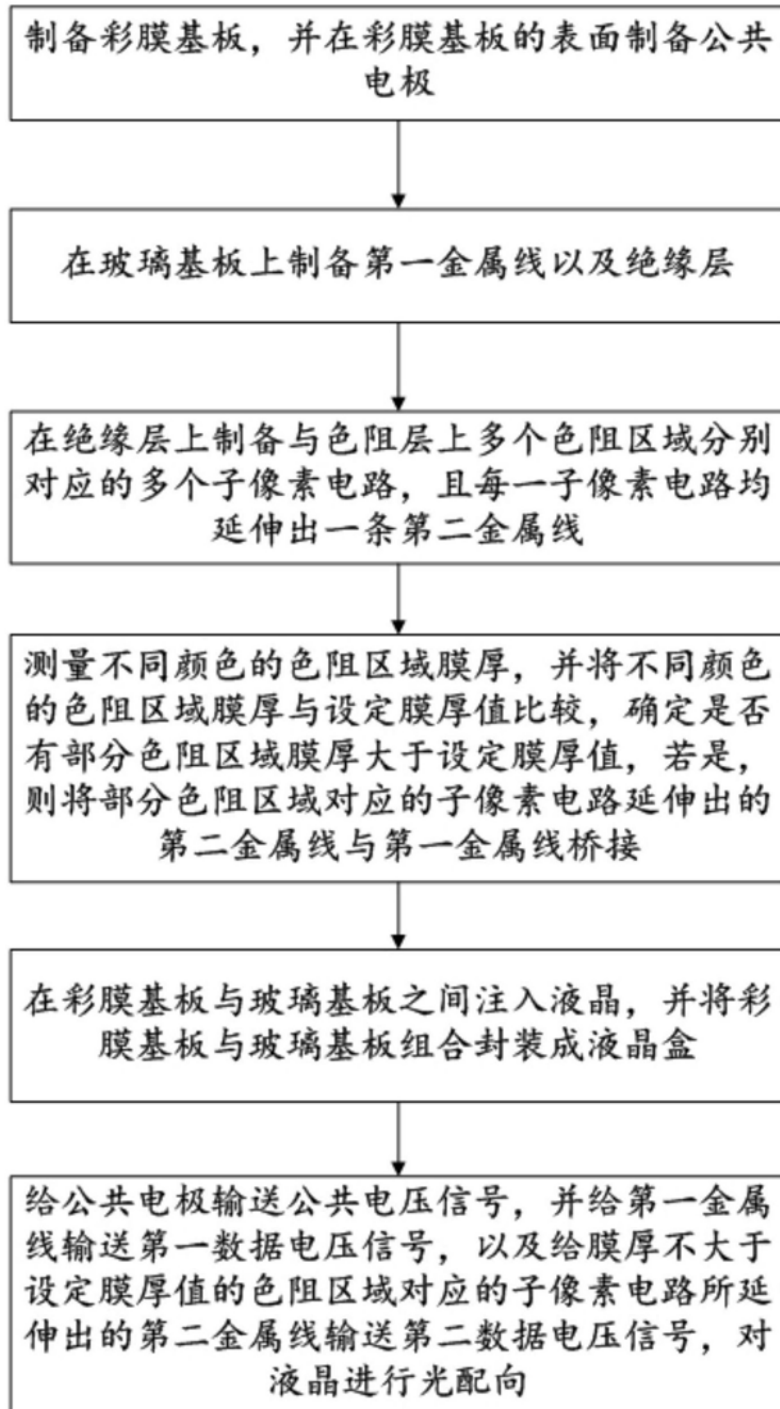 制备彩膜基板，并在彩膜基板的表面制备公共
电极
在玻璃基板上制备第一金属线以及绝缘层
在绝缘层上制备与色阻层上多个色阻区域分别
对应的多个子像素电路，且每一子像素电路均
延伸出一条第二金属线
测量不同颜色的色阻区域膜厚，并将不同颜色
的色阻区域膜厚与设定膜厚值比较，确定是否
有部分色阻区域膜厚大于设定膜厚值，若是，
则将部分色阻区域对应的子像素电路延伸出的
第二金属线与第一金属线桥接
在彩膜基板与玻璃基板之间注入液晶，并将彩
膜基板与玻璃基板组合封装成液晶盒
给公共电极输送公共电压信号，并给第一金属
线输送第一数据电压信号，以及给膜厚不大于
设定膜厚值的色阻区域对应的子像素电路所延
伸出的第二金属线输送第二数据电压信号，对
液晶进行光配向